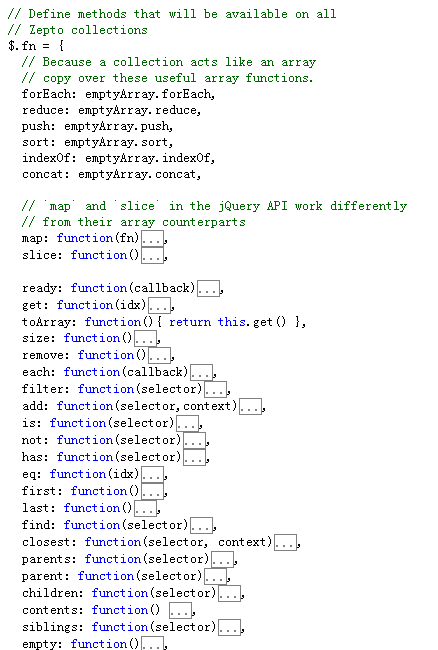 // Define methods that will be available on all
// Zepto collections
$.fn = {
// Because a collection acts like an array
// copy over these useful array functions.
forEach: emptyArray.forEach,
reduce: emptyArray.reduce,
push: emptyArray.push,
sort: emptyArray.sort,
indexOf: emptyArray.indexOf,
concat: emptyArray.concat,
// `map` and `slice` in the jQuery API work differently
// from their array counterparts
map: function(fn)...,
slice: function()...,
ready: function(callback)...,
get: function(idx)...,
toArray: function(){ return this.get() },
size: function()...,
remove: function()...,
each: function(callback)...,
filter: function(selector)...,
add: function(selector,context)...,
is: function(selector)...,
not: function(selector)...,
has: function(selector)...,
eq: function(idx)...,
first: function()...,
last: function()...,
find: function(selector)...,
closest: function(selector, context)...,
parents: function(selector)...,
parent: function(selector)...,
children: function(selector)...,
contents: function() ...,
siblings: function(selector)...,
empty: function()...,